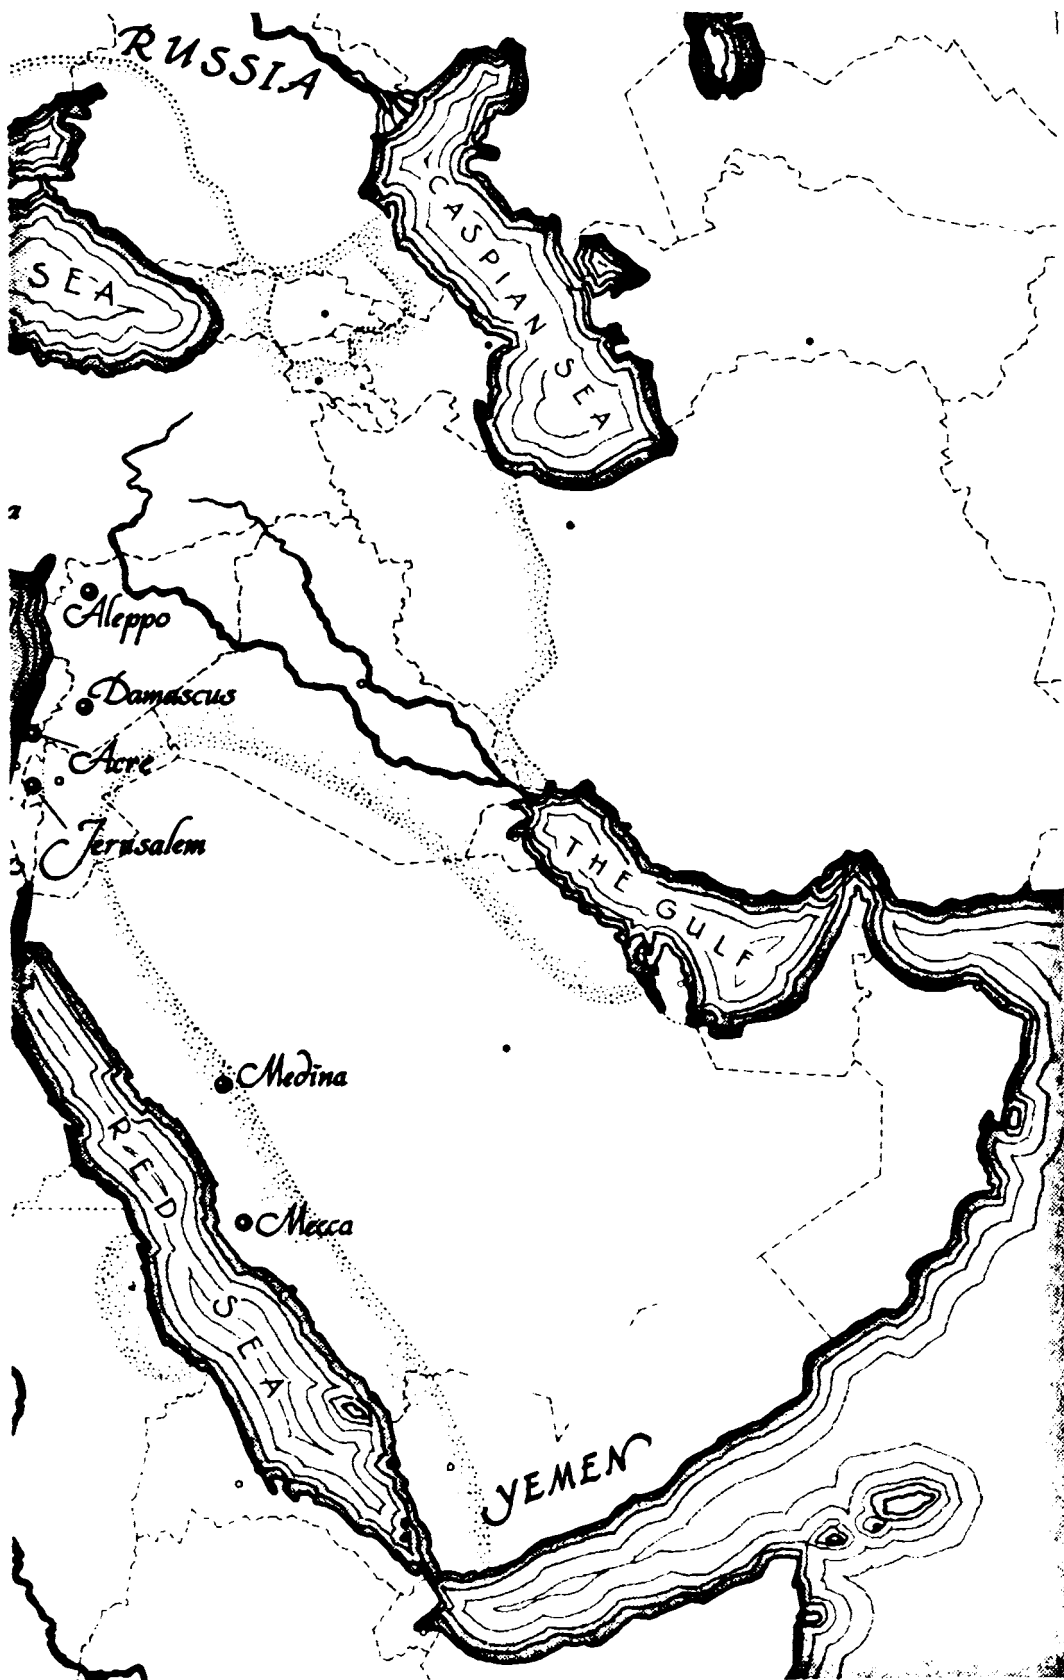 RUSSIA
CASPIAN SEA
SEA
a
Aleppo
Damascus
Acre
Jerusalem
THE GULF
Medina
RED SEA
Mecca
YEMEN